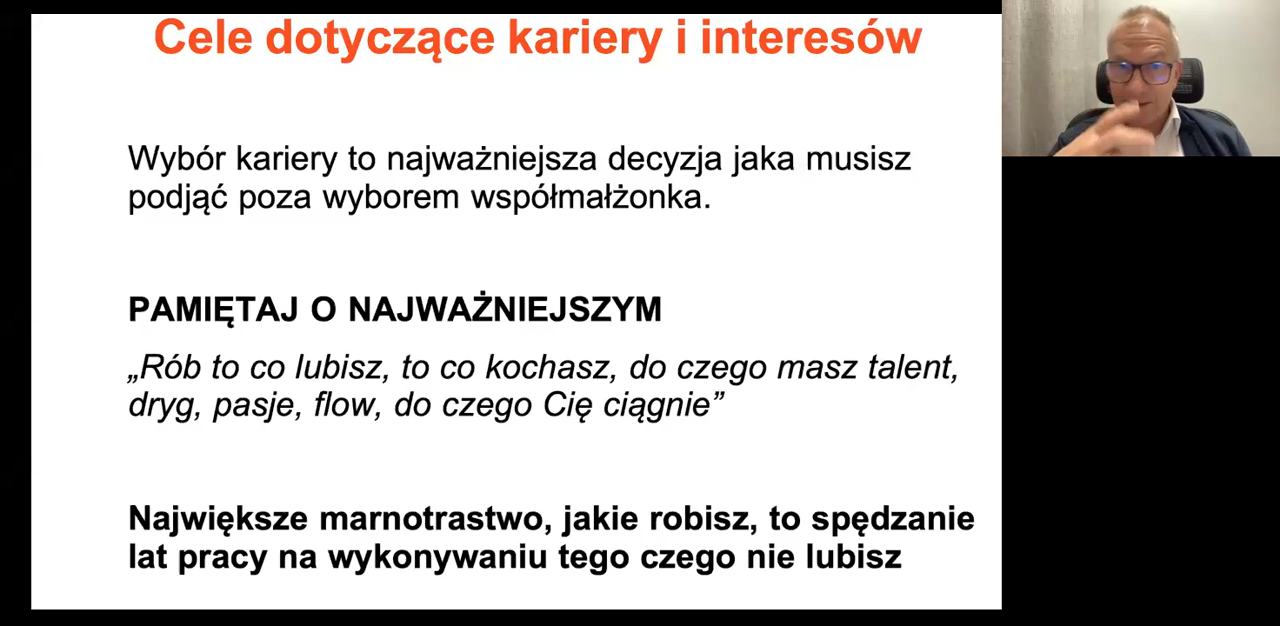 Cele dotyczące kariery i interesów
Wybór kariery to najważniejsza decyzja jaka musisz
podjąć poza wyborem współmałżonka.
PAMIĘTAJ O NAJWAŻNIEJSZYM
„Rób to co lubisz, to co kochasz, do czego masz talent,
dryg, pasje, flow, do czego Cię ciągnie”
Największe marnotrastwo, jakie robisz, to spędzanie
lat pracy na wykonywaniu tego czego nie lubisz